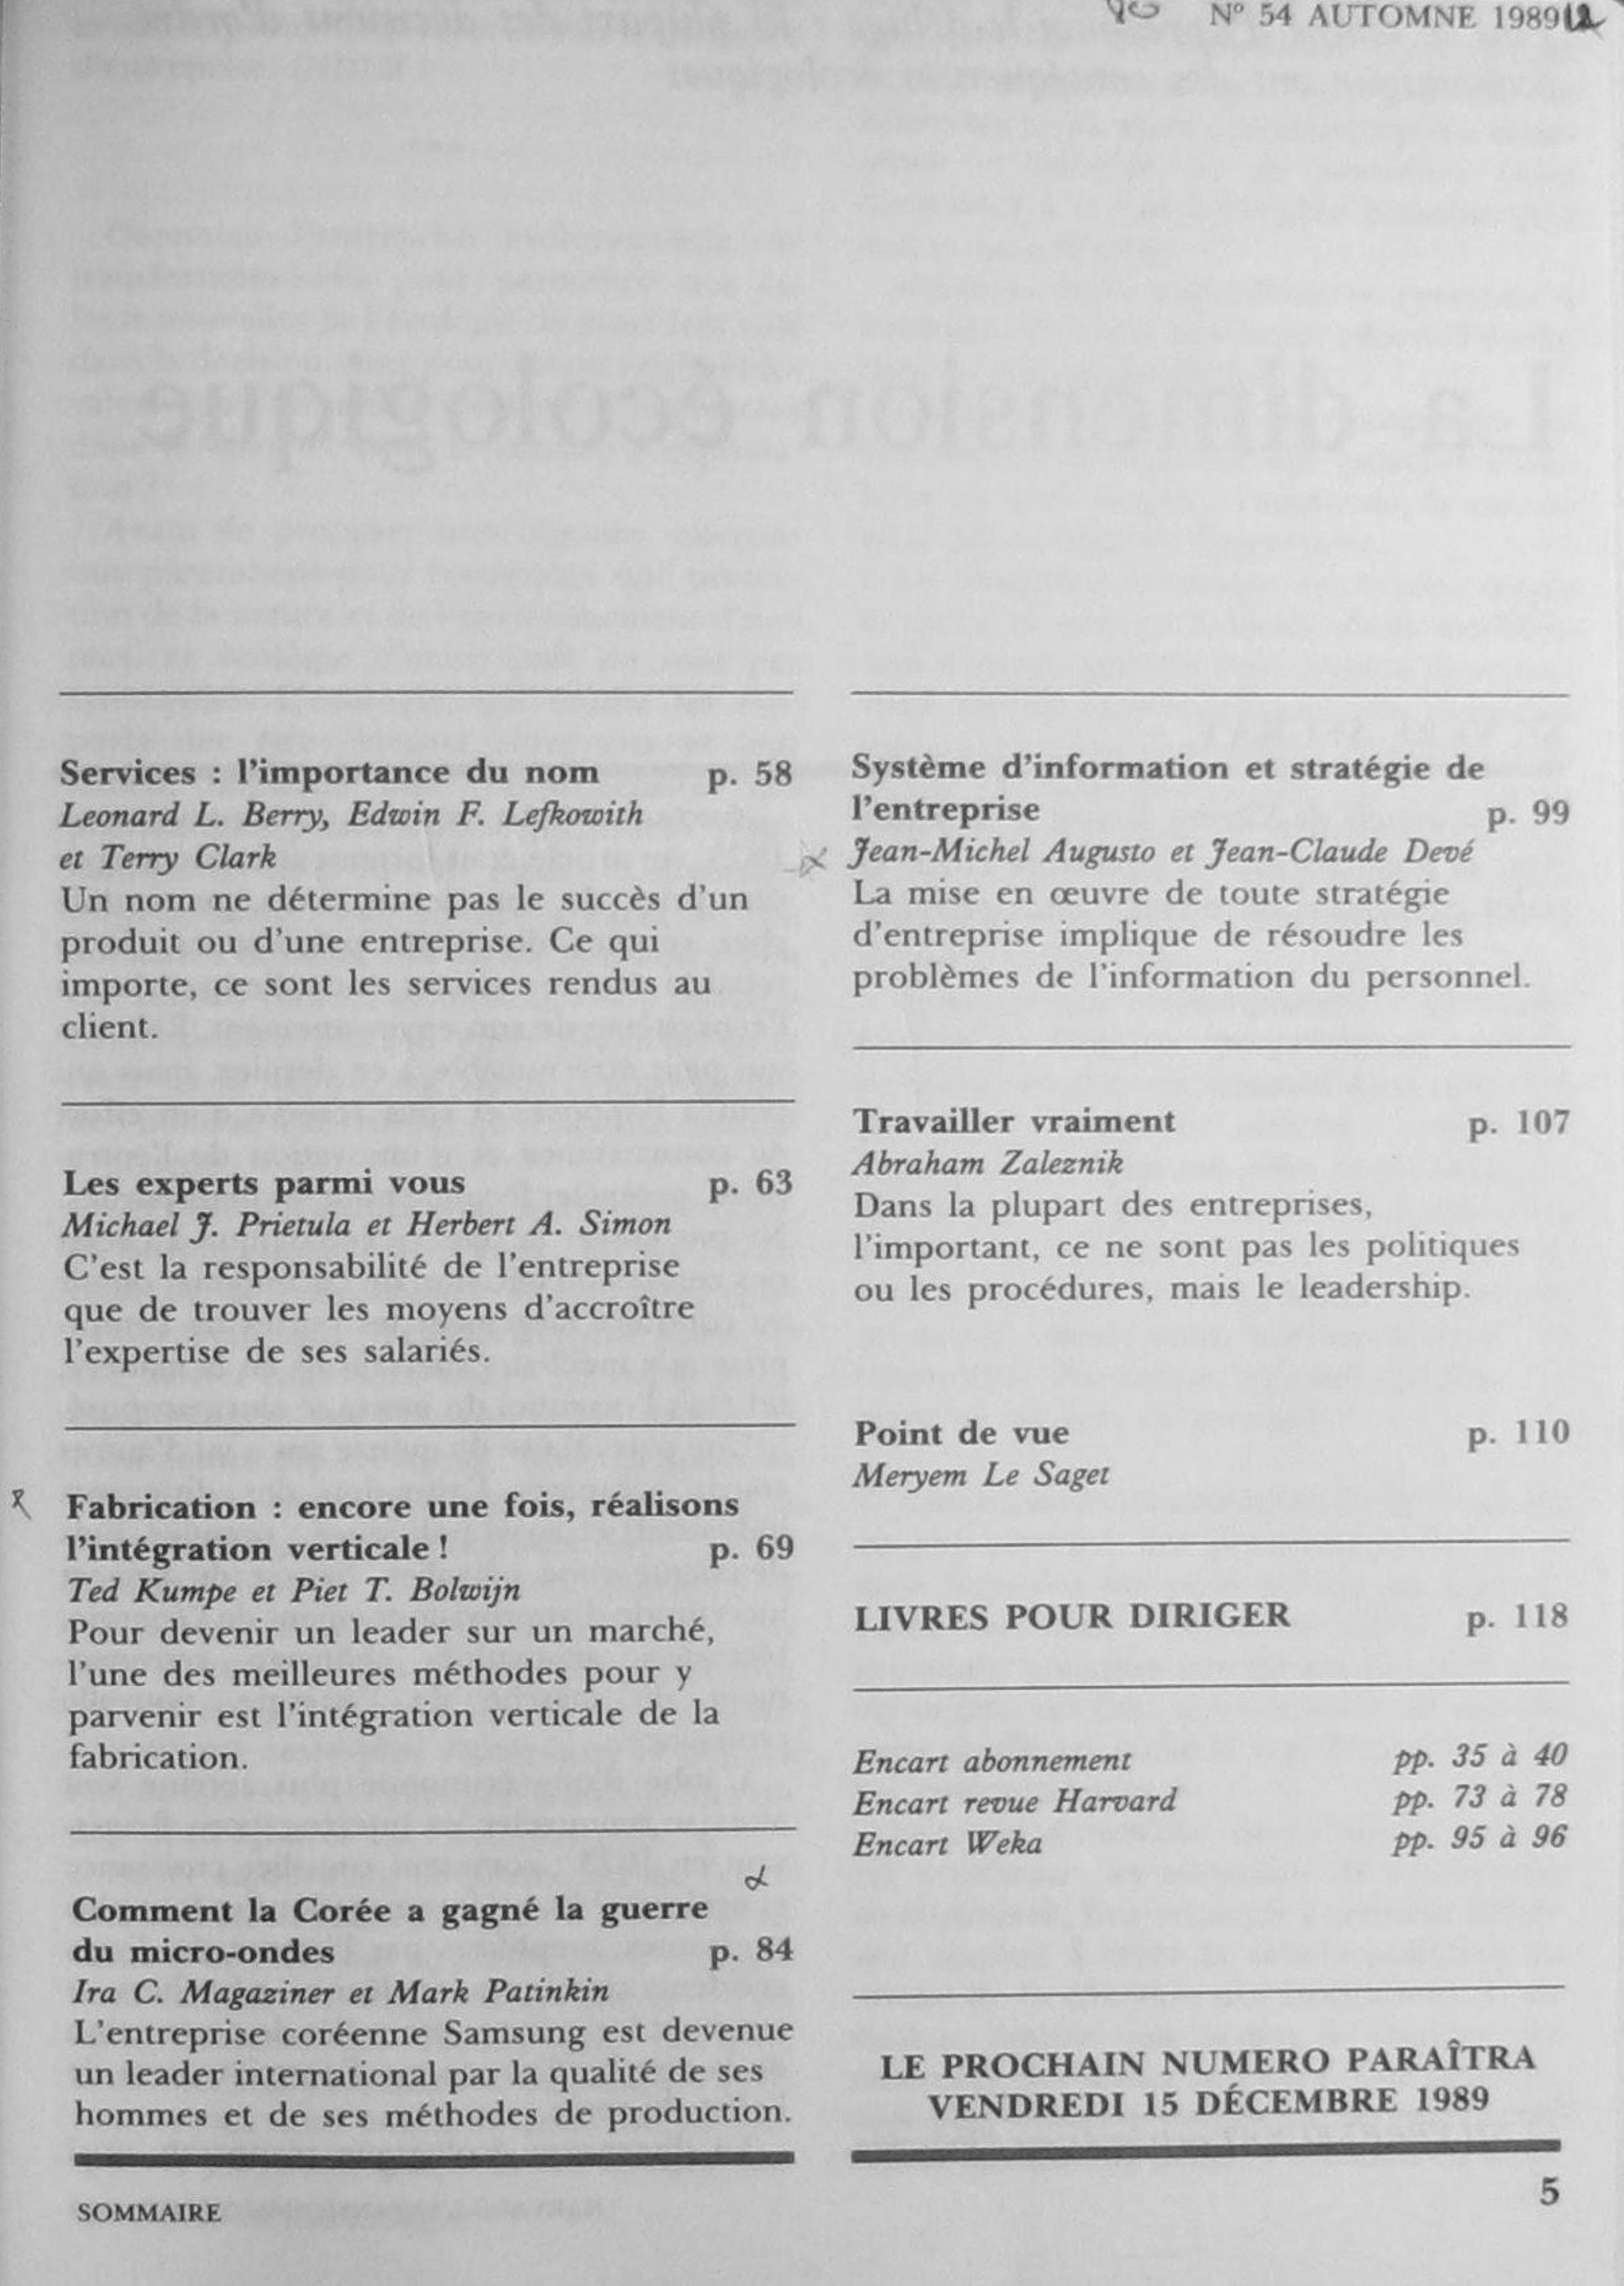 N° 54 AUTOMNE 1989
La dimension écologique
Services : l'importance du nom p. 58
Leonard L. Berry, Edwin F. Lefkowith
et Terry Clark
Un nom ne détermine pas le succès d'un
produit ou d'une entreprise. Ce qui
importe, ce sont les services rendus au
client.
Les experts parmi vous p. 63
Michael J. Prietula et Herbert A. Simon
C'est la responsabilité de l'entreprise
que de trouver les moyens d'accroître
l'expertise de ses salariés.
Fabrication : encore une fois, réalisons
l'intégration verticale ! p. 69
Ted Kumpe et Piet T. Bolwijn
Pour devenir un leader sur un marché,
l'une des meilleures méthodes pour y
parvenir est l'intégration verticale de la
fabrication.
Comment la Corée a gagné la guerre
du micro-ondes p. 84
Ira C. Magaziner et Mark Patinkin
L'entreprise coréenne Samsung est devenue
un leader international par la qualité de ses
hommes et de ses méthodes de production.
Système d'information et stratégie de
l'entreprise p. 99
Jean-Michel Augusto et Jean-Claude Devé
La mise en œuvre de toute stratégie
d'entreprise implique de résoudre les
problèmes de l'information du personnel.
Travailler vraiment p. 107
Abraham Zaleznik
Dans la plupart des entreprises,
l'important, ce ne sont pas les politiques
ou les procédures, mais le leadership.
Point de vue p. 110
Meryem Le Saget
LIVRES POUR DIRIGER p. 118
Encart abonnement pp. 35 à 40
Encart revue Harvard pp. 73 à 78
Encart Weka pp. 95 à 96
LE PROCHAIN NUMERO PARAÎTRA
VENDREDI 15 DÉCEMBRE 1989
SOMMAIRE
5